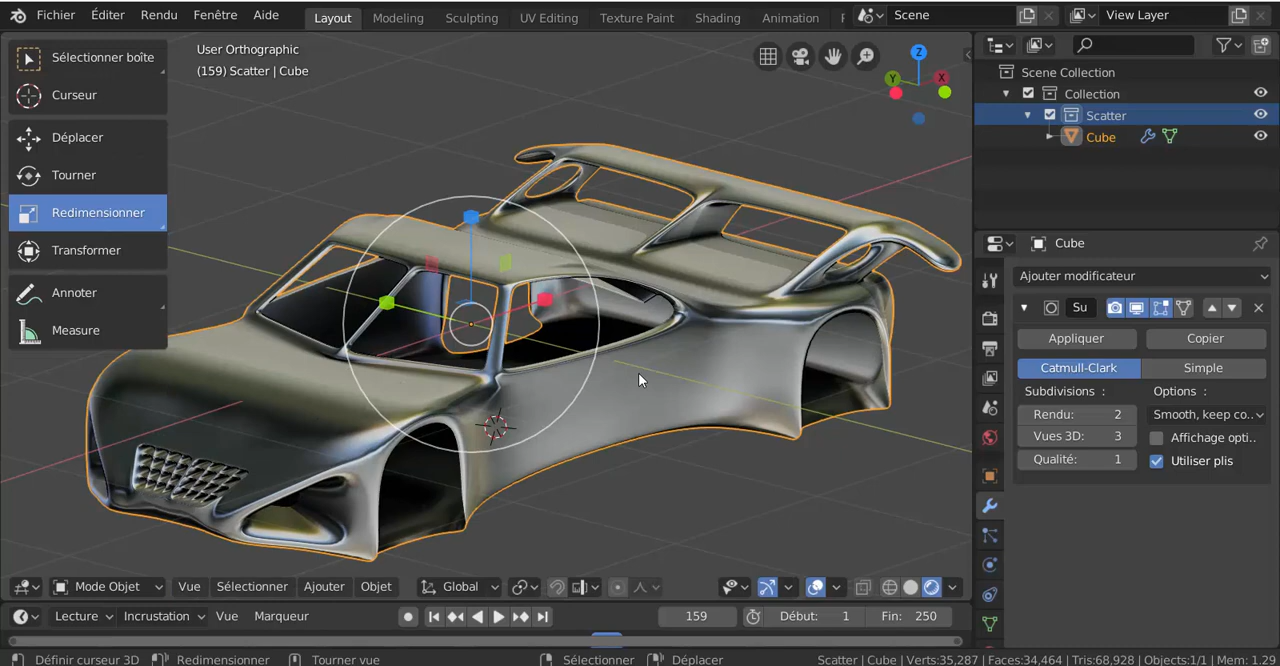 Fichier Éditer Rendu Fenêtre Aide Layout Modeling Sculpting UV Editing Texture Paint Shading Animation Scene View Layer
Sélectionner boîte
Curseur
Déplacer
Tourner
Redimensionner
Transformer
Annoter
Measure
User Orthographic
(159) Scatter | Cube
Z
Y
X
Scene Collection
Collection
Scatter
Cube
Cube
Ajouter modificateur
Su
Appliquer Copier
Catmull-Clark Simple
Subdivisions : Options :
Rendu: 2 Smooth, keep co..
Vues 3D: 3 Affichage opti..
Qualité: 1 Utiliser plis
Mode Objet Vue Sélectionner Ajouter Objet Global
Lecture Incrustation Vue Marqueur 159 Début: 1 Fin: 250
Définir curseur 3D Redimensionner Tourner vue Sélectionner Déplacer Scatter | Cube | Verts:35,287 | Faces:34,464 | Tris:68,928 | Objects:1/1 | Mem: 1.29